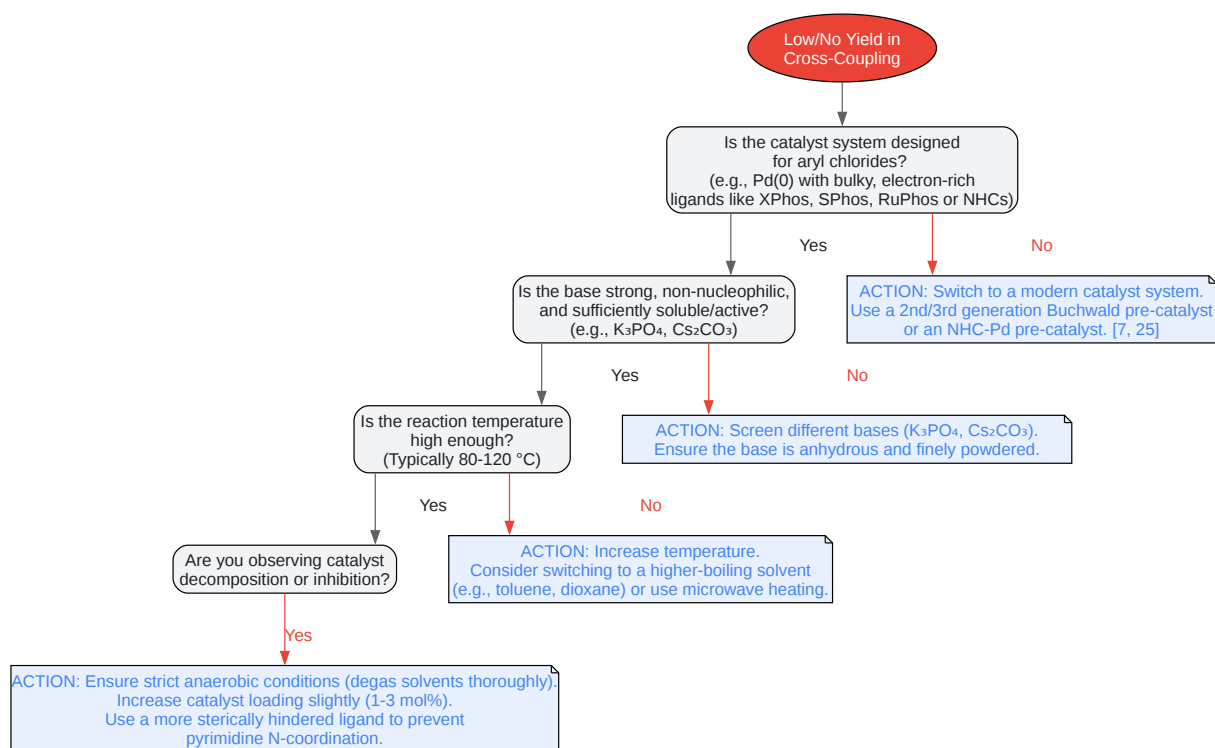 Low/No Yield in
Cross-Coupling
Is the catalyst system designed
for aryl chlorides?
(e.g., Pd(0) with bulky, electron-rich
ligands like XPhos, SPhos, RuPhos or NHCs)
Yes
No
Is the base strong, non-nucleophilic,
and sufficiently soluble/active?
(e.g., K₃PO₄, Cs₂CO₃)
ACTION: Switch to a modern catalyst system.
Use a 2nd/3rd generation Buchwald pre-catalyst
or an NHC-Pd pre-catalyst. [7, 25]
Yes
No
Is the reaction temperature
high enough?
(Typically 80-120 °C)
ACTION: Screen different bases (K₃PO₄, Cs₂CO₃).
Ensure the base is anhydrous and finely powdered.
Yes
No
Are you observing catalyst
decomposition or inhibition?
ACTION: Increase temperature.
Consider switching to a higher-boiling solvent
(e.g., toluene, dioxane) or use microwave heating.
Yes
ACTION: Ensure strict anaerobic conditions (degas solvents thoroughly).
Increase catalyst loading slightly (1-3 mol%).
Use a more sterically hindered ligand to prevent
pyrimidine N-coordination.